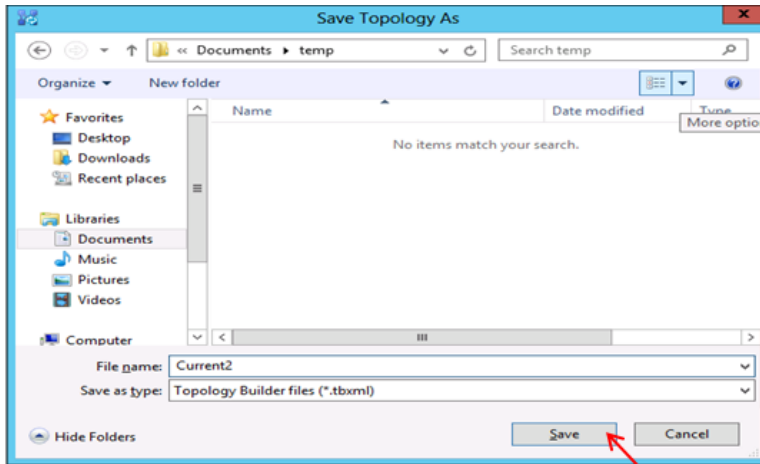 Save Topology As
« Documents ▸ temp
Search temp
Organize
New folder
Name
Date modified
Type
More optio
No items match your search.
Favorites
Desktop
Downloads
Recent places
Libraries
Documents
Music
Pictures
Videos
Computer
File name: Current2
Save as type: Topology Builder files (*.tbxml)
Hide Folders
Save
Cancel